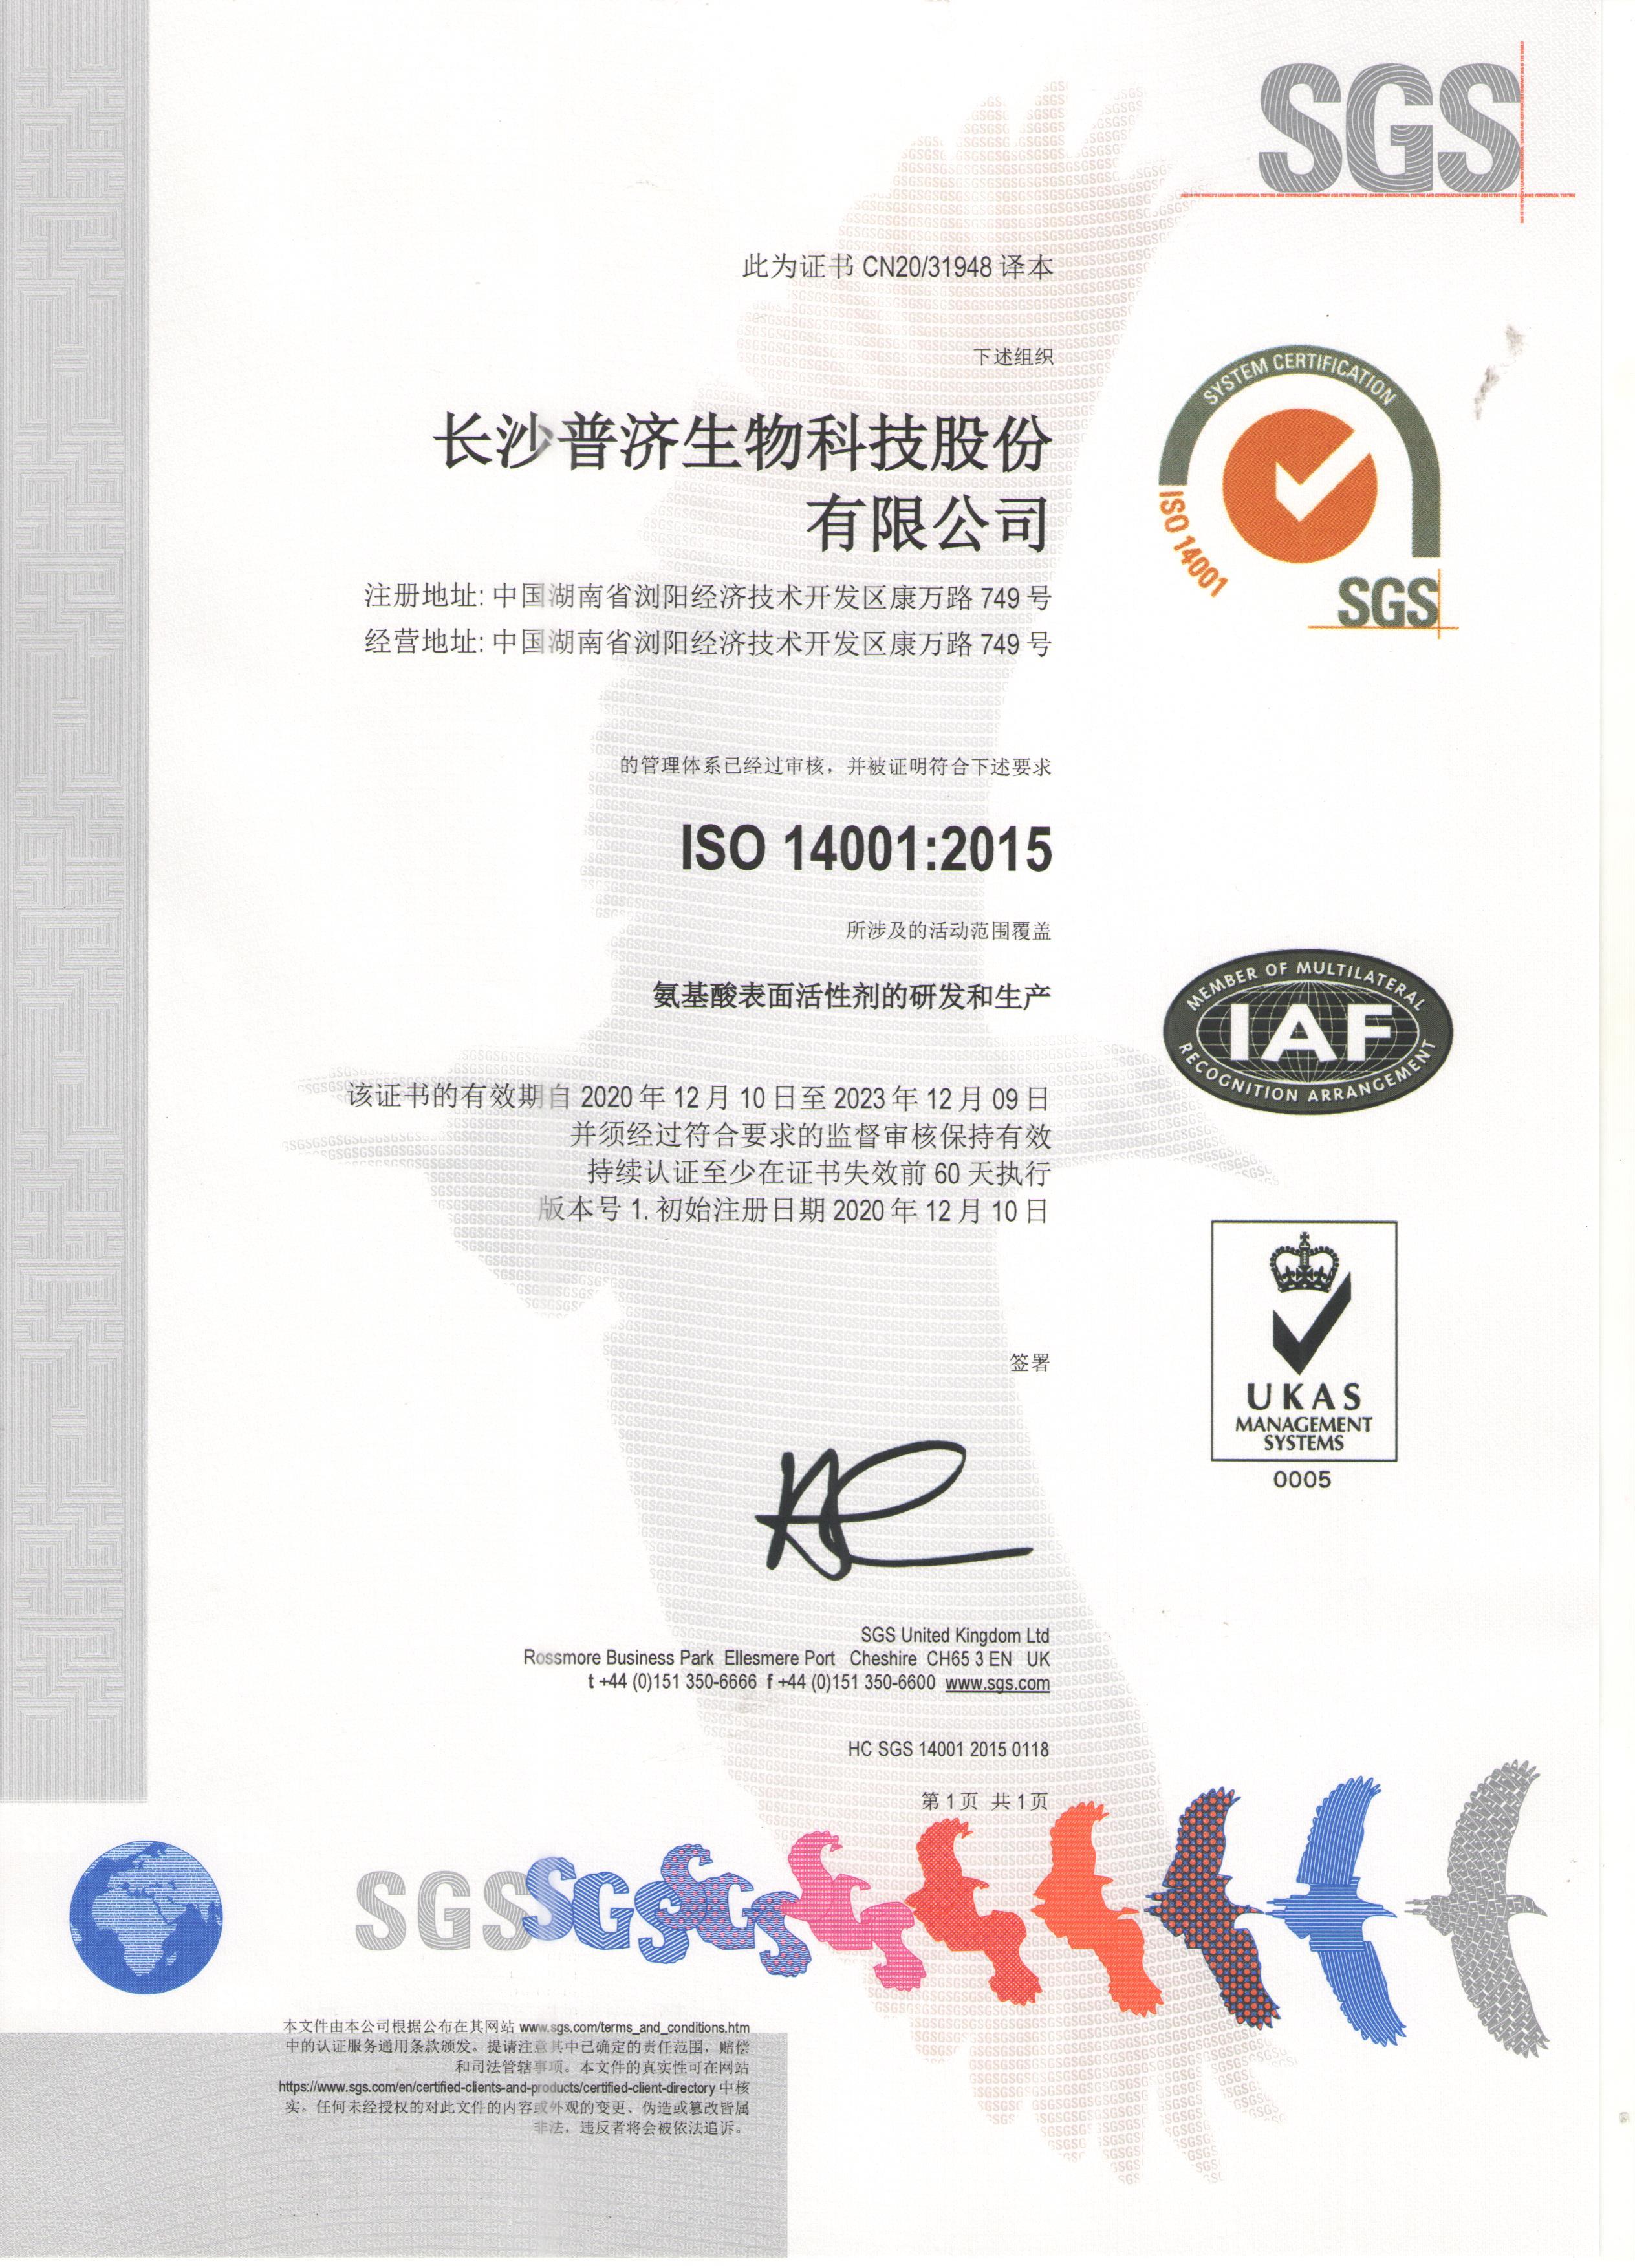 SGS
此为证书 CN20/31948 译本
下述组织
长沙普济生物科技股份
有限公司
注册地址: 中国湖南省浏阳经济技术开发区康万路 749 号
经营地址: 中国湖南省浏阳经济技术开发区康万路 749 号
SYSTEM CERTIFICATION
ISO 14001
SGS
的管理体系已经过审核，并被证明符合下述要求
ISO 14001:2015
所涉及的活动范围覆盖
氨基酸表面活性剂的研发和生产
MEMBER OF MULTILATERAL
IAF
RECOGNITION ARRANGEMENT
该证书的有效期自 2020 年 12 月 10 日至 2023 年 12 月 09 日
并须经过符合要求的监督审核保持有效
持续认证至少在证书失效前 60 天执行
版本号 1. 初始注册日期 2020 年 12 月 10 日
签署
UKAS
MANAGEMENT
SYSTEMS
0005
SGS United Kingdom Ltd
Rossmore Business Park Ellesmere Port Cheshire CH65 3 EN UK
t +44 (0)151 350-6666 f +44 (0)151 350-6600 www.sgs.com
HC SGS 14001 2015 0118
第 1 页 共 1 页
SGS SGS SGS
本文件由本公司根据公布在其网站 www.sgs.com/terms_and_conditions.htm
中的认证服务通用条款颁发。提请注意其中已确定的责任范围、赔偿
和司法管辖事项。本文件的真实性可在网站
https://www.sgs.com/en/certified-clients-and-products/certified-client-directory 中核
实。任何未经授权的对此文件的内容或外观的变更、伪造或篡改皆属
非法，违反者将会被依法追诉。